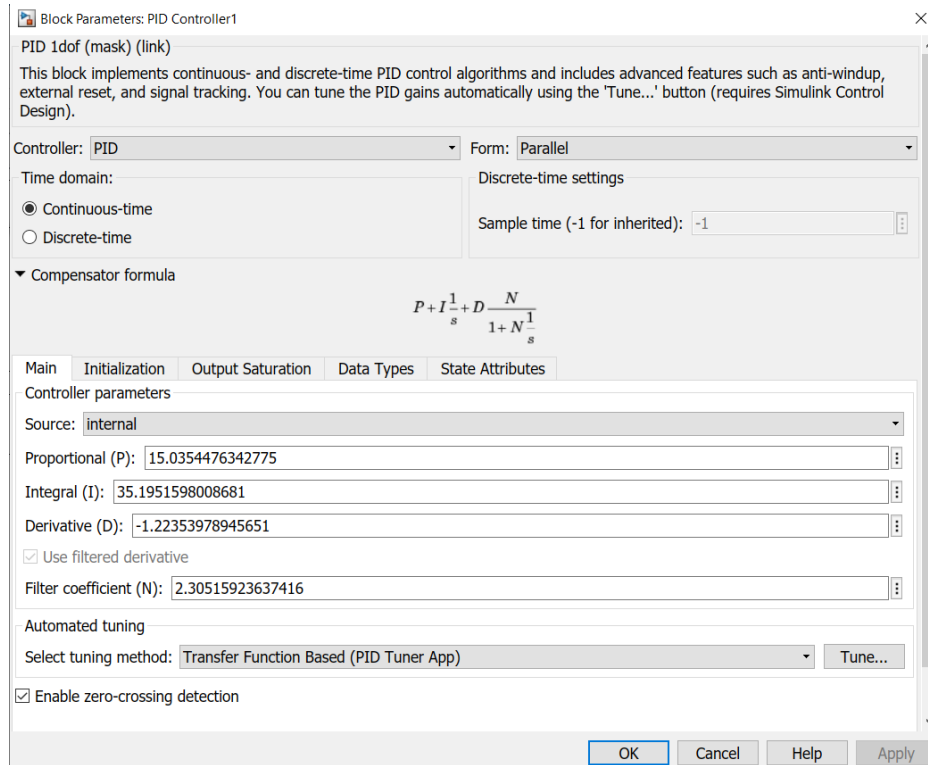 Block Parameters: PID Controller1
PID 1dof (mask) (link)
This block implements continuous- and discrete-time PID control algorithms and includes advanced features such as anti-windup,
external reset, and signal tracking. You can tune the PID gains automatically using the 'Tune...' button (requires Simulink Control
Design).
Controller: PID Form: Parallel
Time domain: Discrete-time settings
Continuous-time
Sample time (-1 for inherited): -1
Discrete-time
Compensator formula
P + I 1/s + D N/(1 + N 1/s)
Main Initialization Output Saturation Data Types State Attributes
Controller parameters
Source: internal
Proportional (P): 15.0354476342775
Integral (I): 35.1951598008681
Derivative (D): -1.22353978945651
Use filtered derivative
Filter coefficient (N): 2.30515923637416
Automated tuning
Select tuning method: Transfer Function Based (PID Tuner App) Tune...
Enable zero-crossing detection
OK Cancel Help Apply